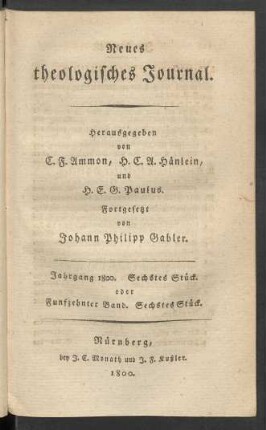 Neues
theologisches Journal.
Herausgegeben
von
C. F. Ammon, H. C. A. Hänlein,
und
H. E. G. Paulus.
Fortgesetzt
von
Johann Philipp Gabler.
Jahrgang 1800. Sechstes Stück.
oder
Funfzehnter Band. Sechstes Stück.
Nürnberg,
bey J. C. Monath und J. F. Kußler.
1800.